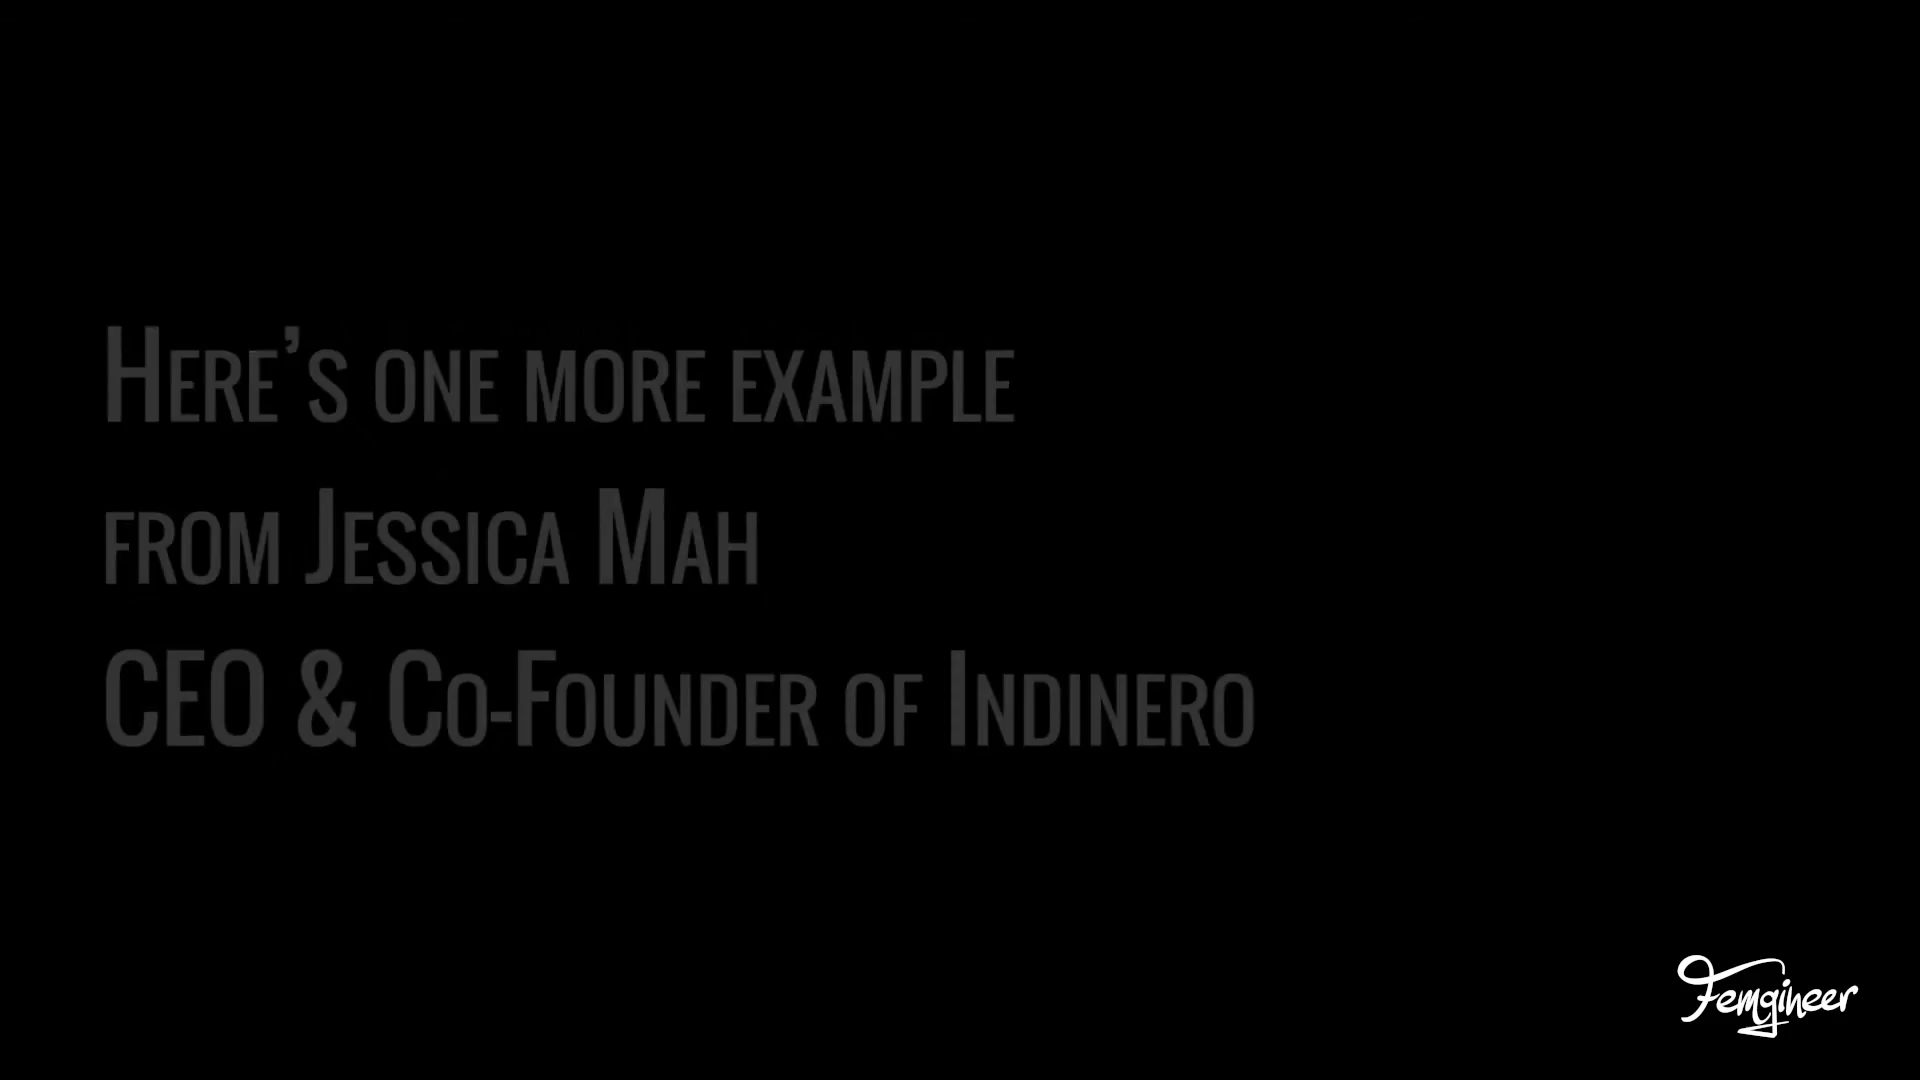 Here's one more example
from Jessica Mah
CEO & Co-Founder of Indinero
Femgineer